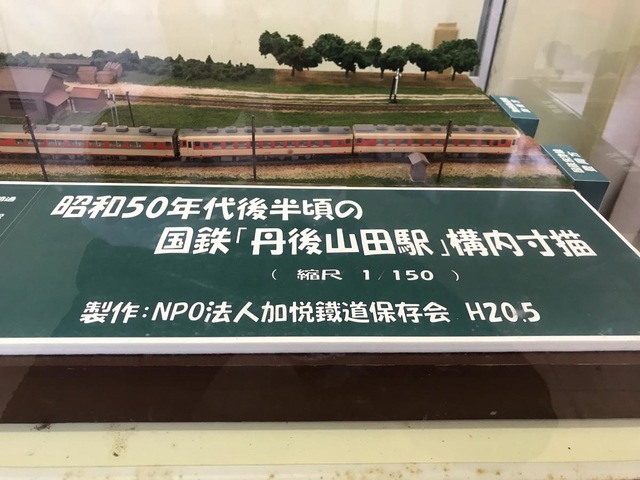 昭和50年代後半頃の
国鉄「丹後山田駅」構内寸描
( 縮尺 1/150 )
製作:NPO法人加悦鐵道保存会 H20.5